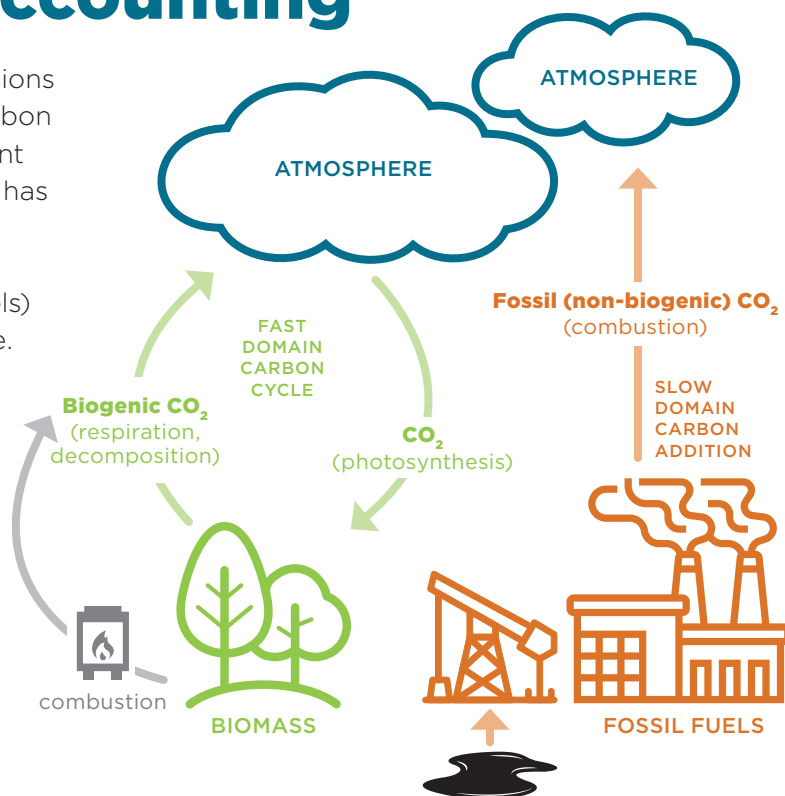 ccounting
sions
bon
nt
has
ls)
e.
ATMOSPHERE
ATMOSPHERE
FAST
DOMAIN
CARBON
CYCLE
Biogenic CO₂
(respiration,
decomposition)
CO₂
(photosynthesis)
combustion
BIOMASS
Fossil (non-biogenic) CO₂
(combustion)
SLOW
DOMAIN
CARBON
ADDITION
FOSSIL FUELS